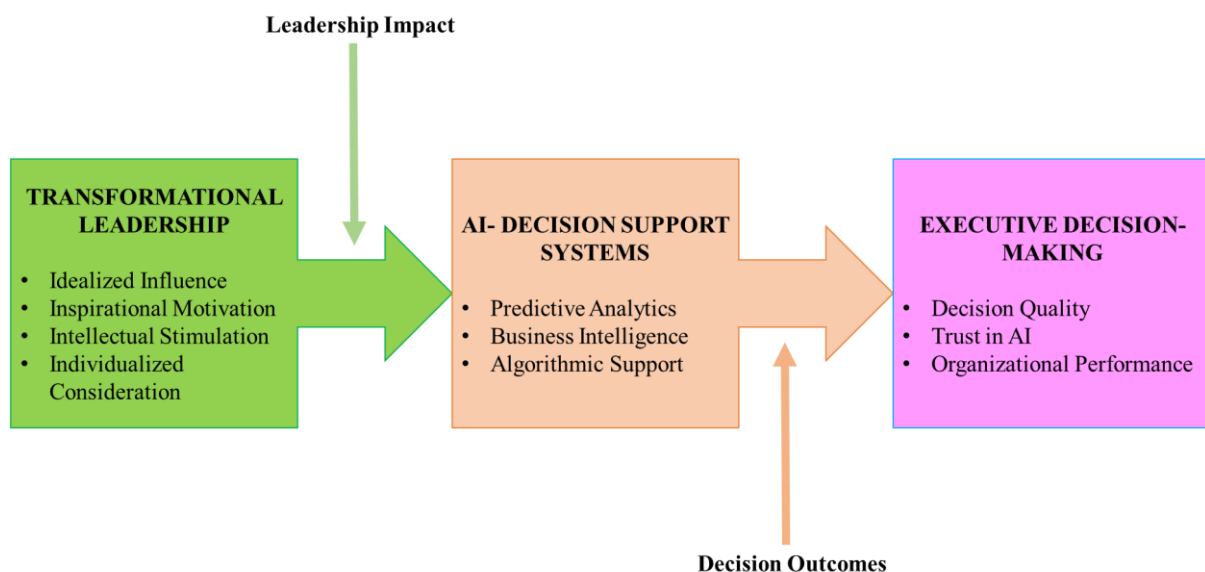 Leadership Impact
TRANSFORMATIONAL
LEADERSHIP
• Idealized Influence
• Inspirational Motivation
• Intellectual Stimulation
• Individualized
Consideration
AI- DECISION SUPPORT
SYSTEMS
• Predictive Analytics
• Business Intelligence
• Algorithmic Support
EXECUTIVE DECISION-
MAKING
• Decision Quality
• Trust in AI
• Organizational Performance
Decision Outcomes